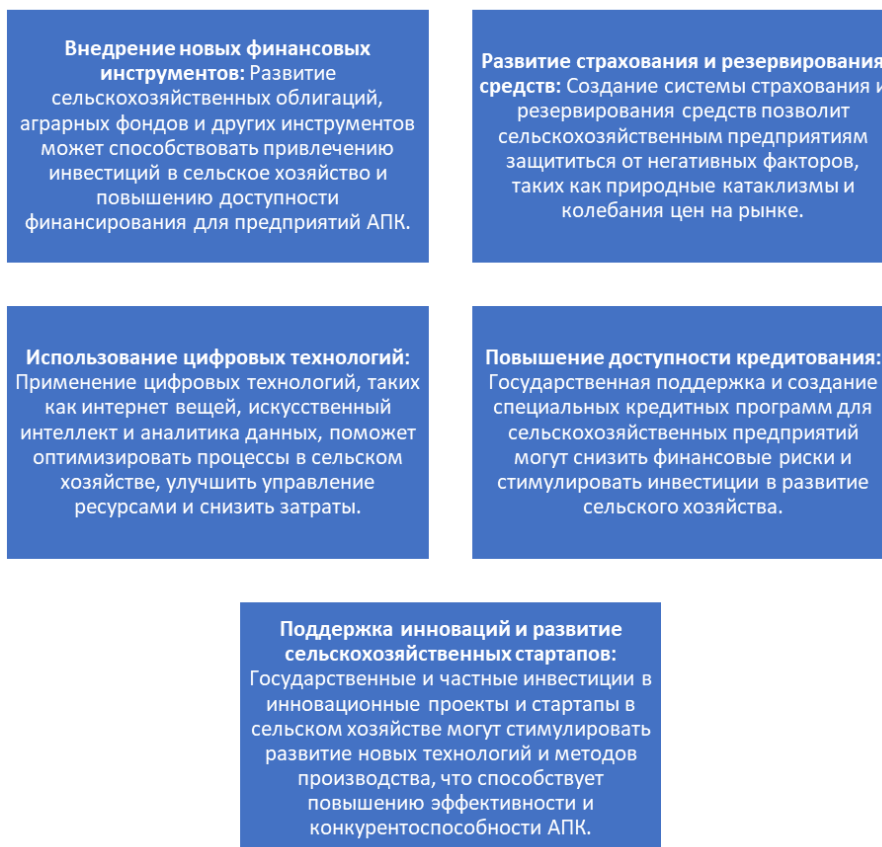 Внедрение новых финансовых
инструментов: Развитие
сельскохозяйственных облигаций,
аграрных фондов и других инструментов
может способствовать привлечению
инвестиций в сельское хозяйство и
повышению доступности
финансирования для предприятий АПК.
Развитие страхования и резервирования
средств: Создание системы страхования и
резервирования средств позволит
сельскохозяйственным предприятиям
защититься от негативных факторов,
таких как природные катаклизмы и
колебания цен на рынке.
Использование цифровых технологий:
Применение цифровых технологий, таких
как интернет вещей, искусственный
интеллект и аналитика данных, поможет
оптимизировать процессы в сельском
хозяйстве, улучшить управление
ресурсами и снизить затраты.
Повышение доступности кредитования:
Государственная поддержка и создание
специальных кредитных программ для
сельскохозяйственных предприятий
могут снизить финансовые риски и
стимулировать инвестиции в развитие
сельского хозяйства.
Поддержка инноваций и развитие
сельскохозяйственных стартапов:
Государственные и частные инвестиции в
инновационные проекты и стартапы в
сельском хозяйстве могут стимулировать
развитие новых технологий и методов
производства, что способствует
повышению эффективности и
конкурентоспособности АПК.